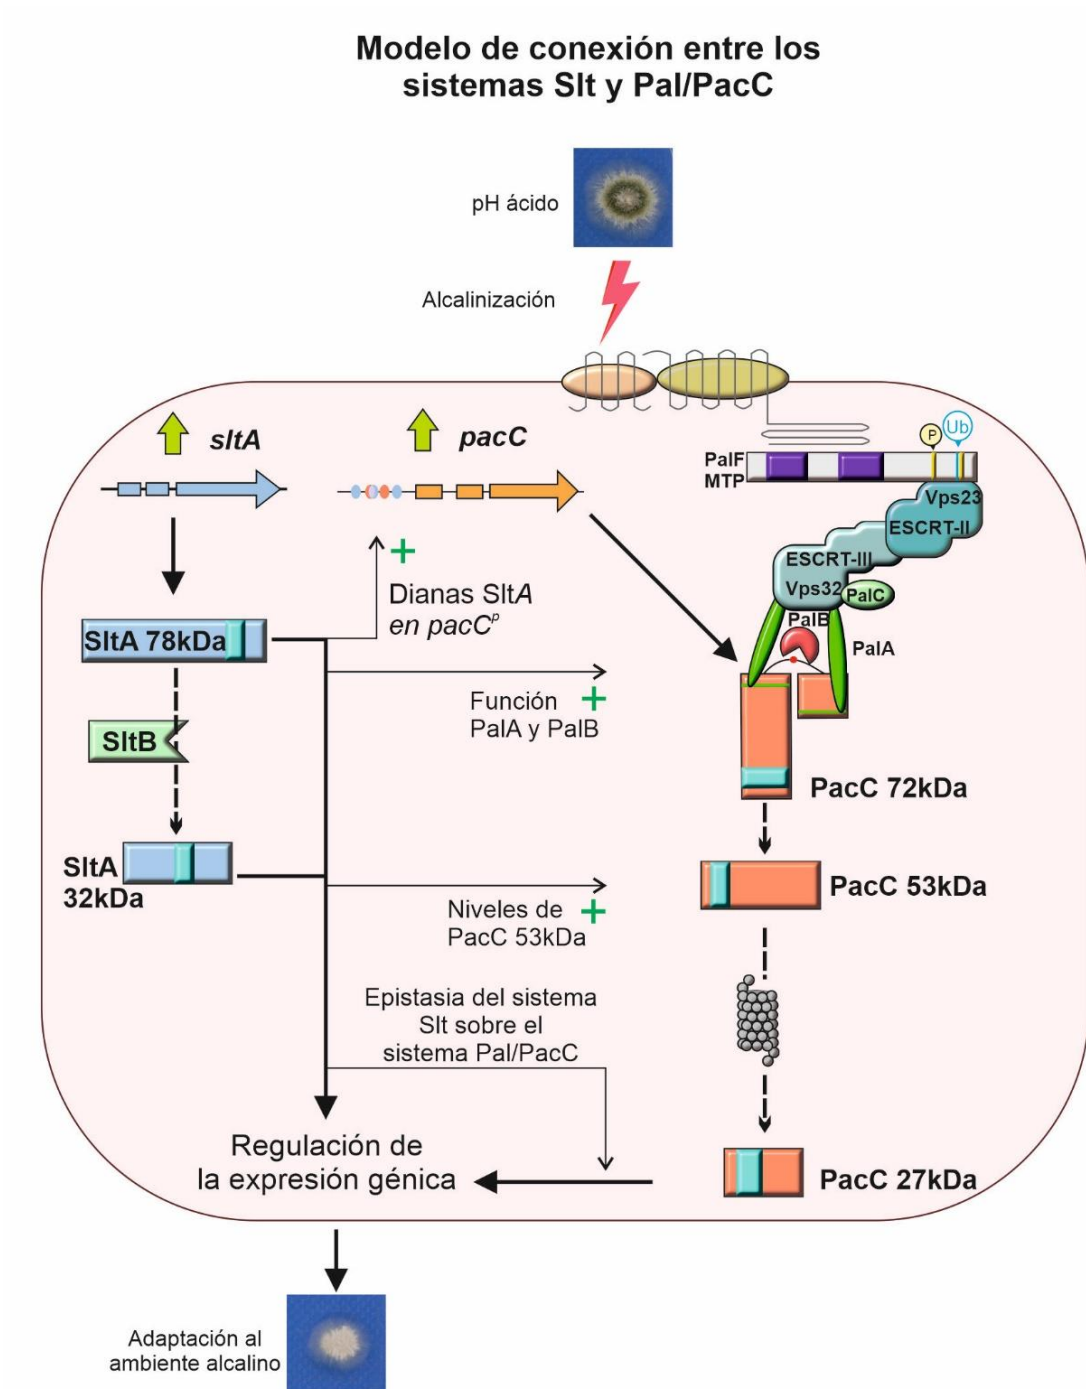 Modelo de conexión entre los
sistemas Slt y Pal/PacC
pH ácido
Alcalinización
sltA
pacC
P
Ub
PalF
MTP
Vps23
ESCRT-II
ESCRT-III
Vps32
PalC
PalB
PalA
+
Dianas SltA
en pacCᵖ
SltA 78kDa
Función +
PalA y PalB
SltB
PacC 72kDa
SltA
32kDa
PacC 53kDa
Niveles de +
PacC 53kDa
Epistasia del sistema
Slt sobre el
sistema Pal/PacC
Regulación de
la expresión génica
PacC 27kDa
Adaptación al
ambiente alcalino